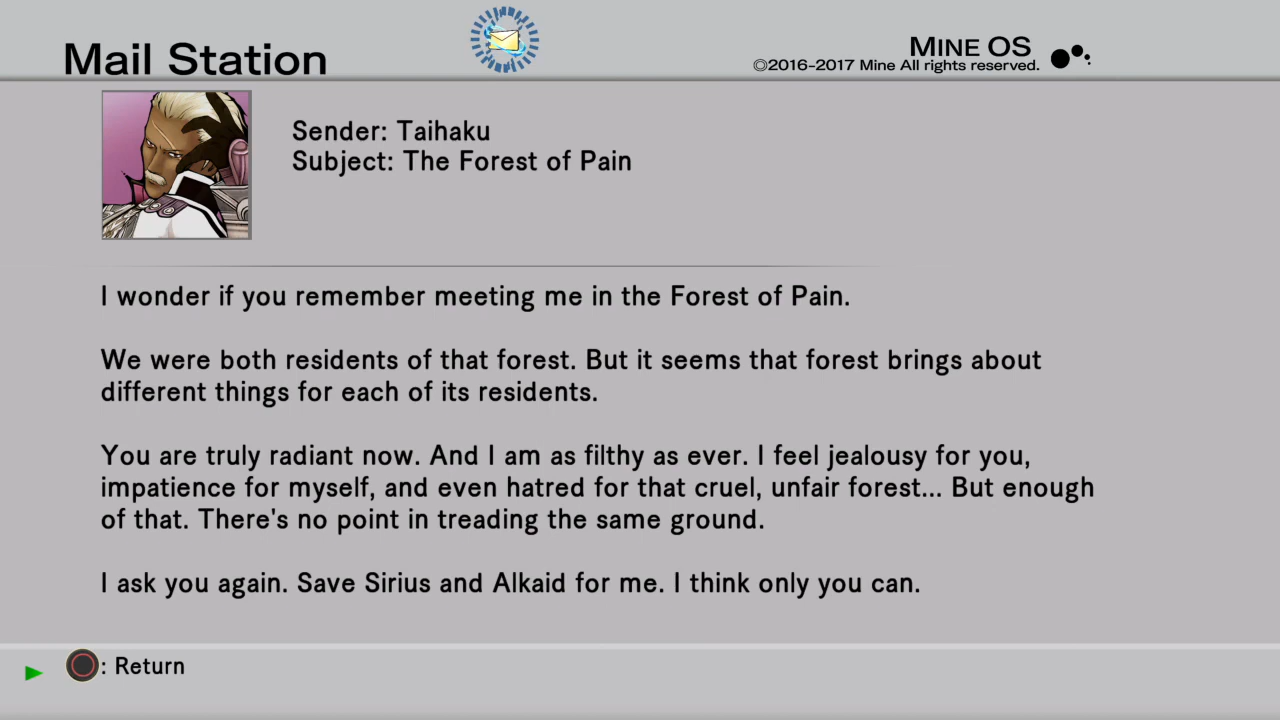 Mail Station
MINE OS
©2016-2017 Mine All rights reserved.
Sender: Taihaku
Subject: The Forest of Pain
I wonder if you remember meeting me in the Forest of Pain.
We were both residents of that forest. But it seems that forest brings about
different things for each of its residents.
You are truly radiant now. And I am as filthy as ever. I feel jealousy for you,
impatience for myself, and even hatred for that cruel, unfair forest... But enough
of that. There's no point in treading the same ground.
I ask you again. Save Sirius and Alkaid for me. I think only you can.
: Return